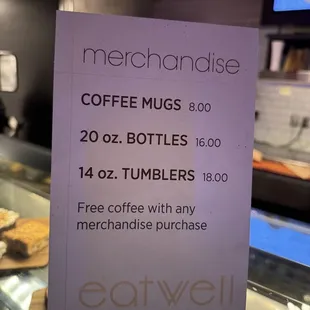 merchandise
COFFEE MUGS 8.00
20 oz. BOTTLES 16.00
14 oz. TUMBLERS 18.00
Free coffee with any
merchandise purchase
eatwell